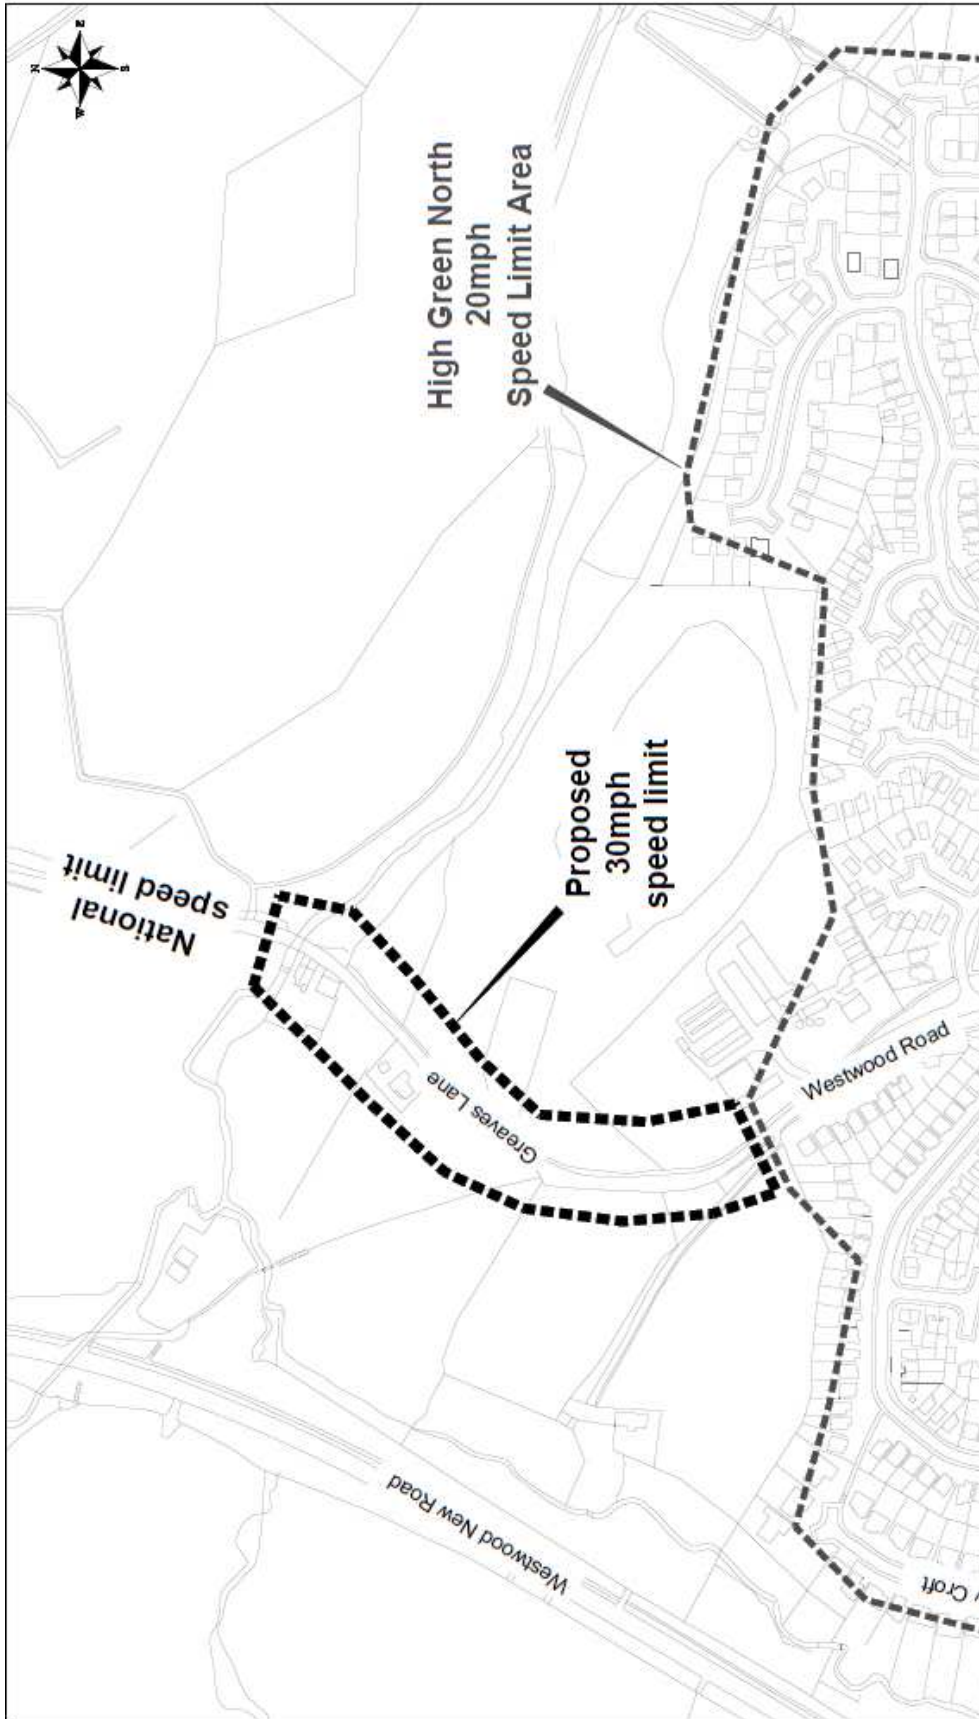 N
E
S
W
High Green North
20mph
Speed Limit Area
National
speed limit
Proposed
30mph
speed limit
Greaves Lane
Westwood Road
Westwood New Road
Croft